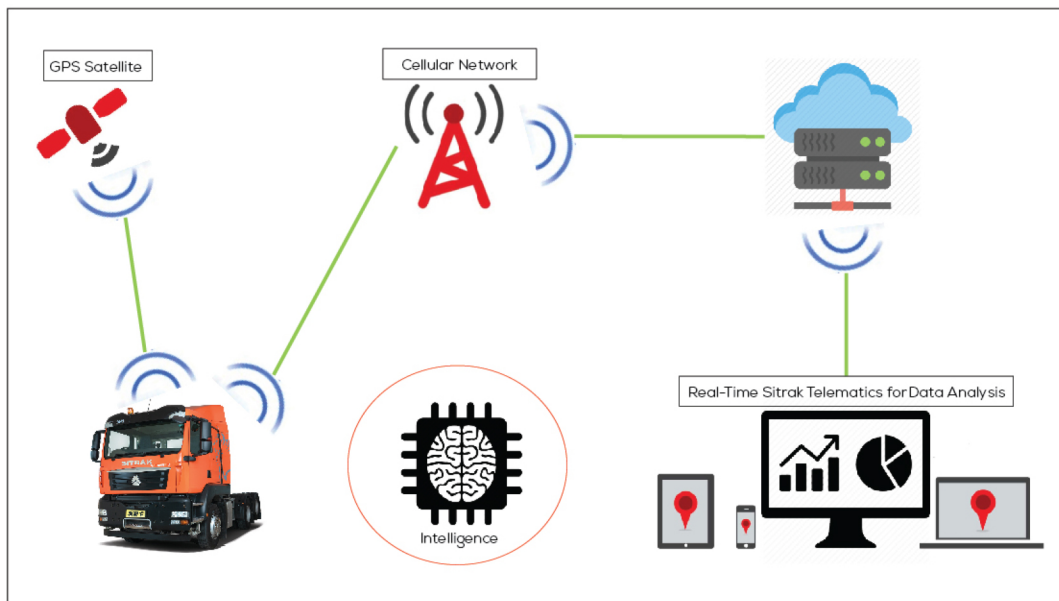 GPS Satellite
Cellular Network
Real-Time Sitrak Telematics for Data Analysis
SITRAK
Intelligence